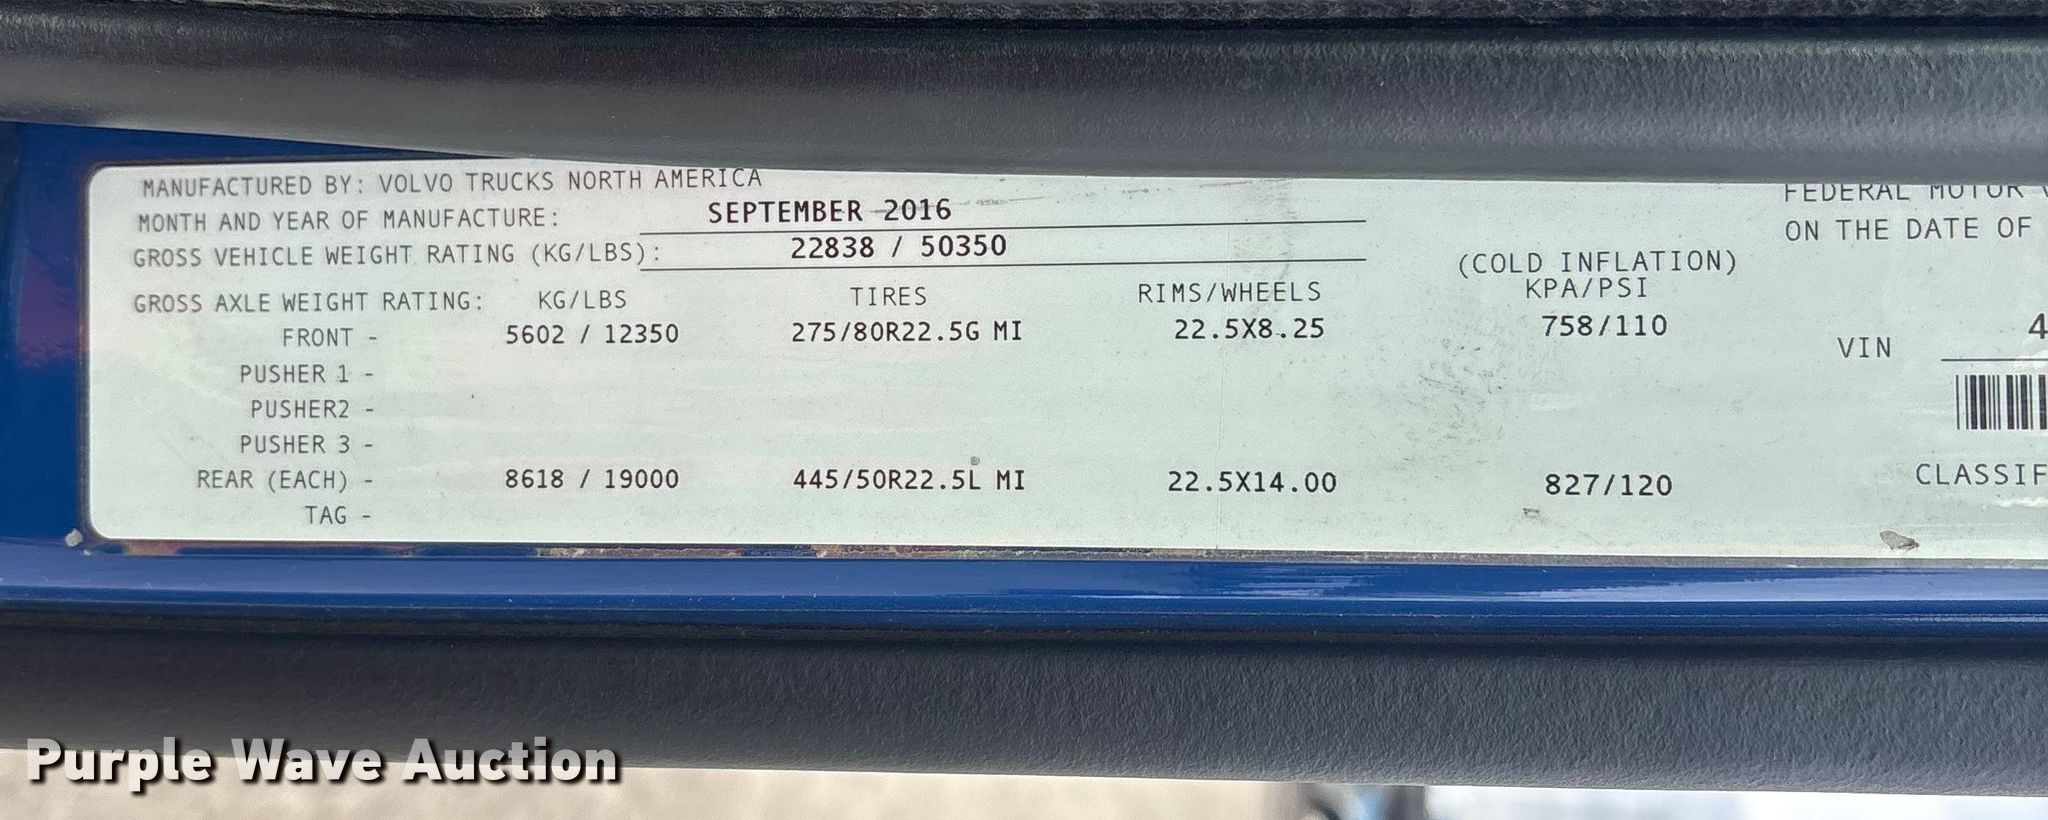 MANUFACTURED BY: VOLVO TRUCKS NORTH AMERICA
MONTH AND YEAR OF MANUFACTURE: SEPTEMBER 2016
GROSS VEHICLE WEIGHT RATING (KG/LBS): 22838 / 50350
GROSS AXLE WEIGHT RATING: KG/LBS TIRES RIMS/WHEELS (COLD INFLATION) KPA/PSI
FRONT - 5602 / 12350 275/80R22.5G MI 22.5X8.25 758/110
PUSHER 1 -
PUSHER2 -
PUSHER 3 -
REAR (EACH) - 8618 / 19000 445/50R22.5L MI 22.5X14.00 827/120
TAG -
FEDERAL MOTOR
ON THE DATE OF
VIN 4
CLASSIF
Purple Wave Auction